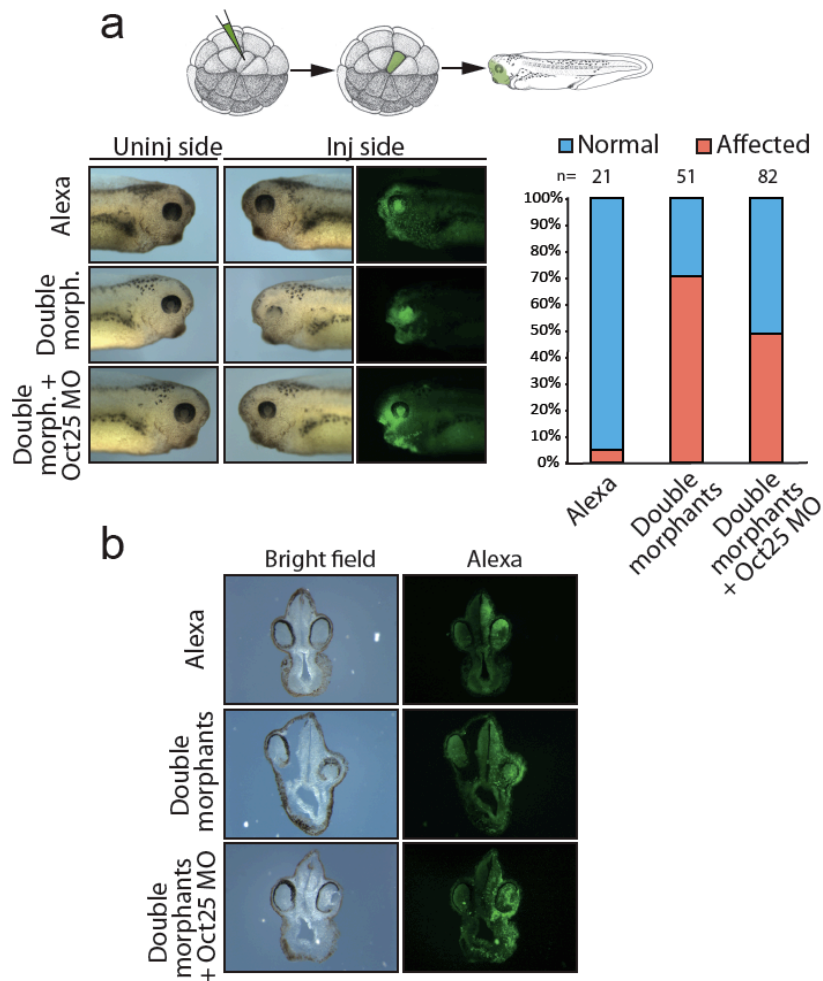 a
Uninj side
Inj side
Alexa
Double
morph.
Double
morph. +
Oct25 MO
Normal
Affected
n=
21
51
82
100%
90%
80%
70%
60%
50%
40%
30%
20%
10%
0%
Alexa
Double
morphants
Double
morphants
+ Oct25 MO
b
Bright field
Alexa
Alexa
Double
morphants
Double
morphants
+ Oct25 MO